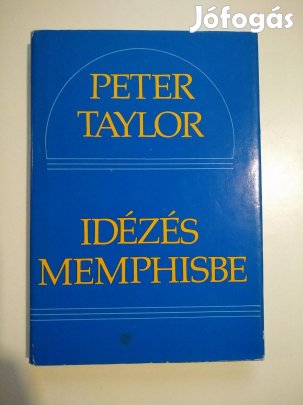 Jófogás
PETER
TAYLOR
IDÉZÉS
MEMPHISBE